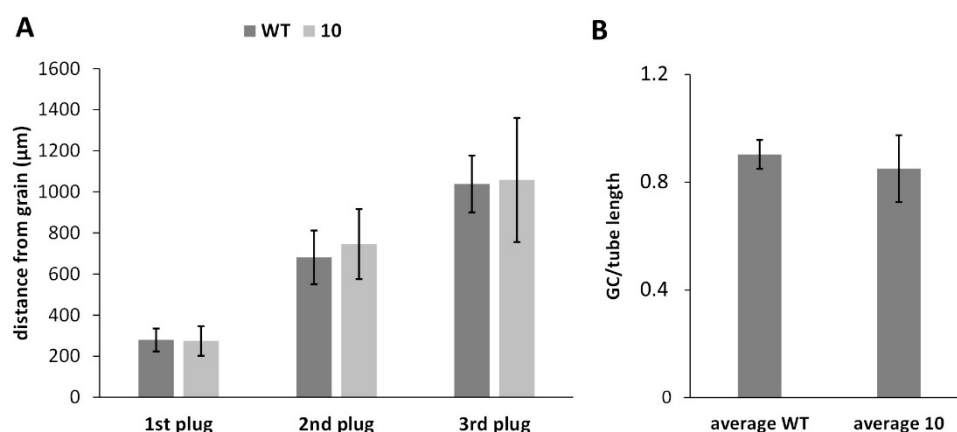 A
WT 10
distance from grain (µm)
1600
1400
1200
1000
800
600
400
200
0
1st plug 2nd plug 3rd plug
B
GC/tube length
1.2
0.8
0.4
0
average WT average 10